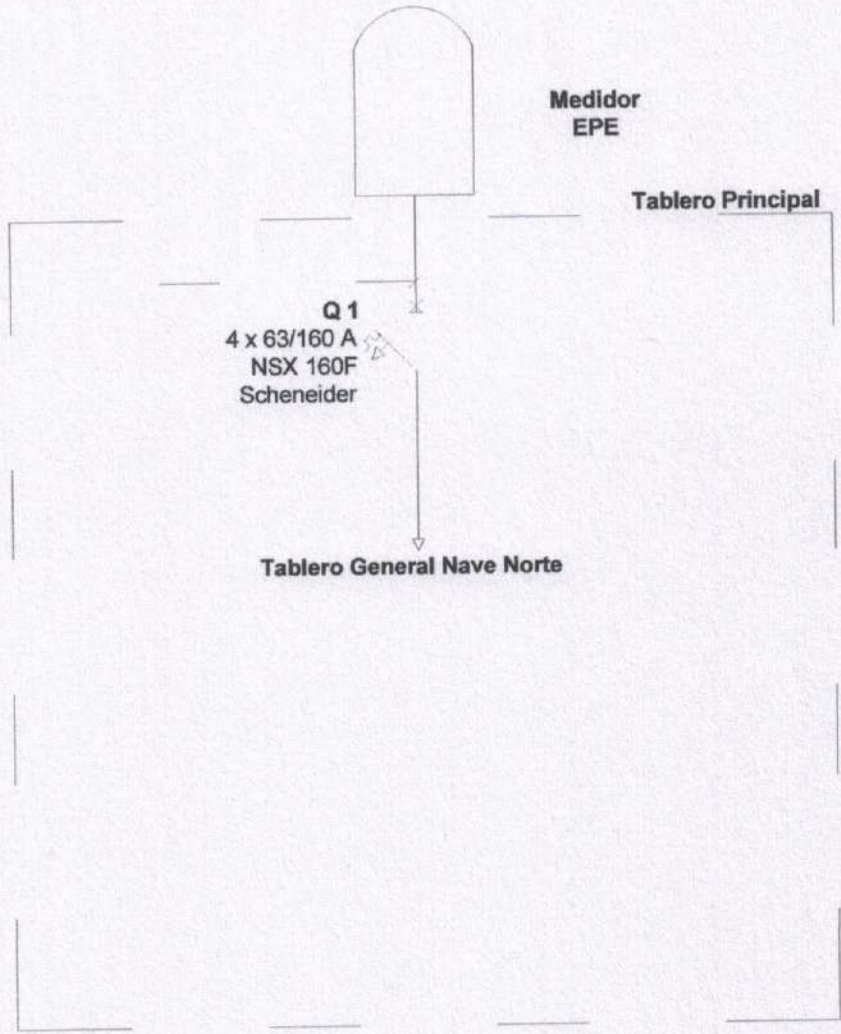 Medidor
EPE
Tablero Principal
Q 1
4 x 63/160 A
NSX 160F
Scheneider
Tablero General Nave Norte